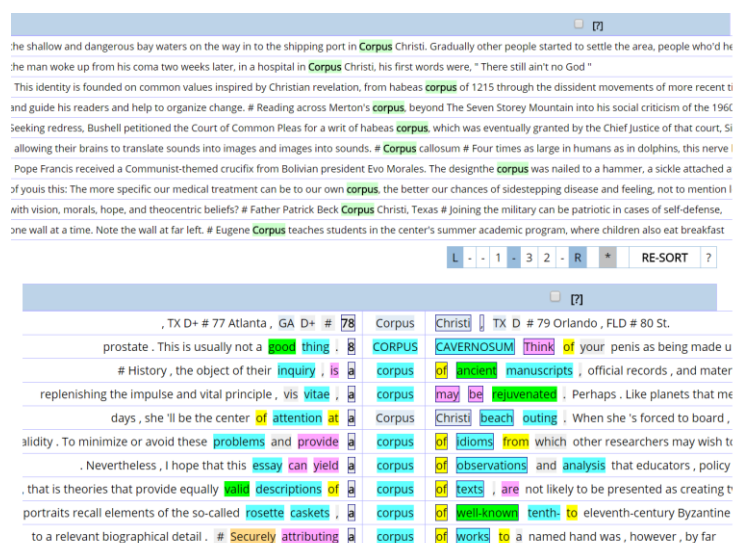 [?]
the shallow and dangerous bay waters on the way in to the shipping port in Corpus Christi. Gradually other people started to settle the area, people who'd he
the man woke up from his coma two weeks later, in a hospital in Corpus Christi, his first words were, " There still ain't no God "
This identity is founded on common values inspired by Christian revelation, from habeas corpus of 1215 through the dissident movements of more recent ti
and guide his readers and help to organize change. # Reading across Merton's corpus, beyond The Seven Storey Mountain into his social criticism of the 1960
Seeking redress, Bushell petitioned the Court of Common Pleas for a writ of habeas corpus, which was eventually granted by the Chief Justice of that court, Si
allowing their brains to translate sounds into images and images into sounds. # Corpus callosum # Four times as large in humans as in dolphins, this nerve
Pope Francis received a Communist-themed crucifix from Bolivian president Evo Morales. The designthe corpus was nailed to a hammer, a sickle attached a
of youis this: The more specific our medical treatment can be to our own corpus, the better our chances of sidestepping disease and feeling, not to mention l
with vision, morals, hope, and theocentric beliefs? # Father Patrick Beck Corpus Christi, Texas # Joining the military can be patriotic in cases of self-defense,
one wall at a time. Note the wall at far left. # Eugene Corpus teaches students in the center's summer academic program, where children also eat breakfast
L - - 1 - 3 2 - R * RE-SORT ?
[?]
, TX D+ # 77 Atlanta , GA D+ # 78 Corpus Christi , TX D # 79 Orlando , FLD # 80 St.
prostate . This is usually not a good thing . 8 CORPUS CAVERNOSUM Think of your penis as being made u
# History , the object of their inquiry , is a corpus of ancient manuscripts , official records , and mater
replenishing the impulse and vital principle , vis vitae , a corpus may be rejuvenated . Perhaps . Like planets that me
days , she 'll be the center of attention at a Corpus Christi beach outing . When she 's forced to board ,
alidity . To minimize or avoid these problems and provide a corpus of idioms from which other researchers may wish to
. Nevertheless , I hope that this essay can yield a corpus of observations and analysis that educators , policy
, that is theories that provide equally valid descriptions of a corpus of texts , are not likely to be presented as creating t
portraits recall elements of the so-called rosette caskets , a corpus of well-known tenth- to eleventh-century Byzantine
to a relevant biographical detail . # Securely attributing a corpus of works to a named hand was , however , by far